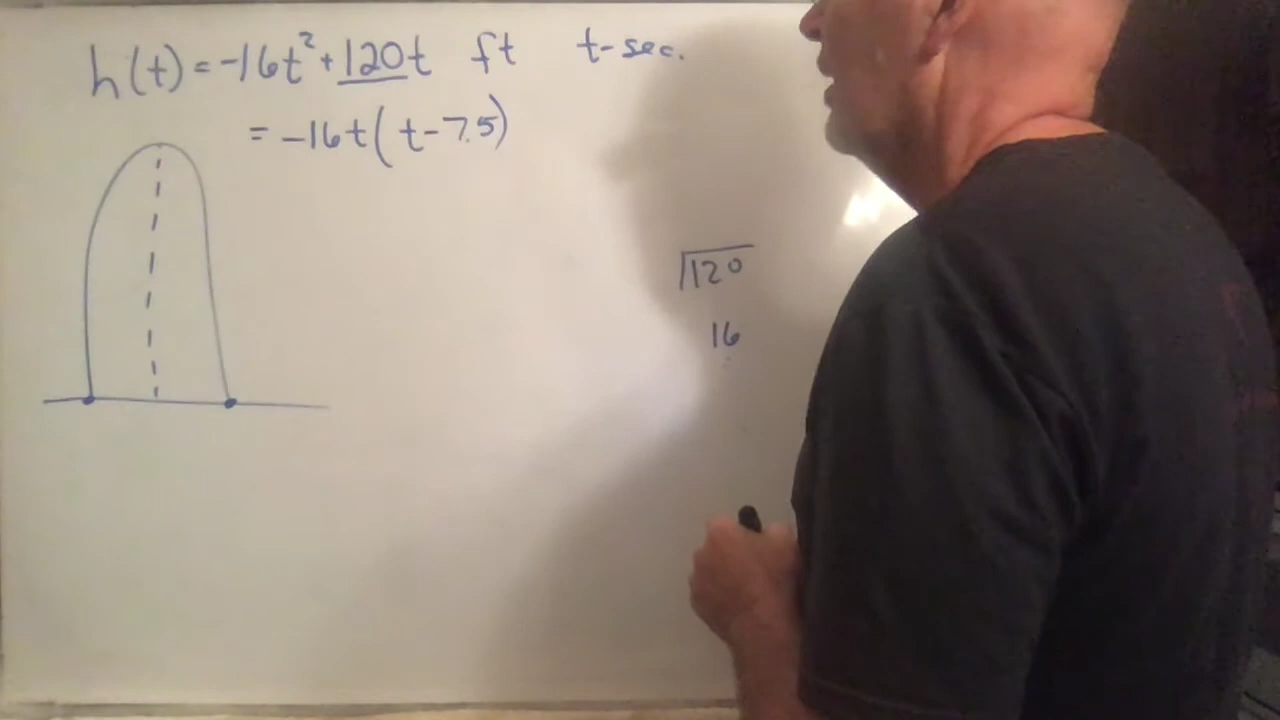 h(t) = -16t² + 120t ft t-sec.
= -16t(t-7.5)
120
16